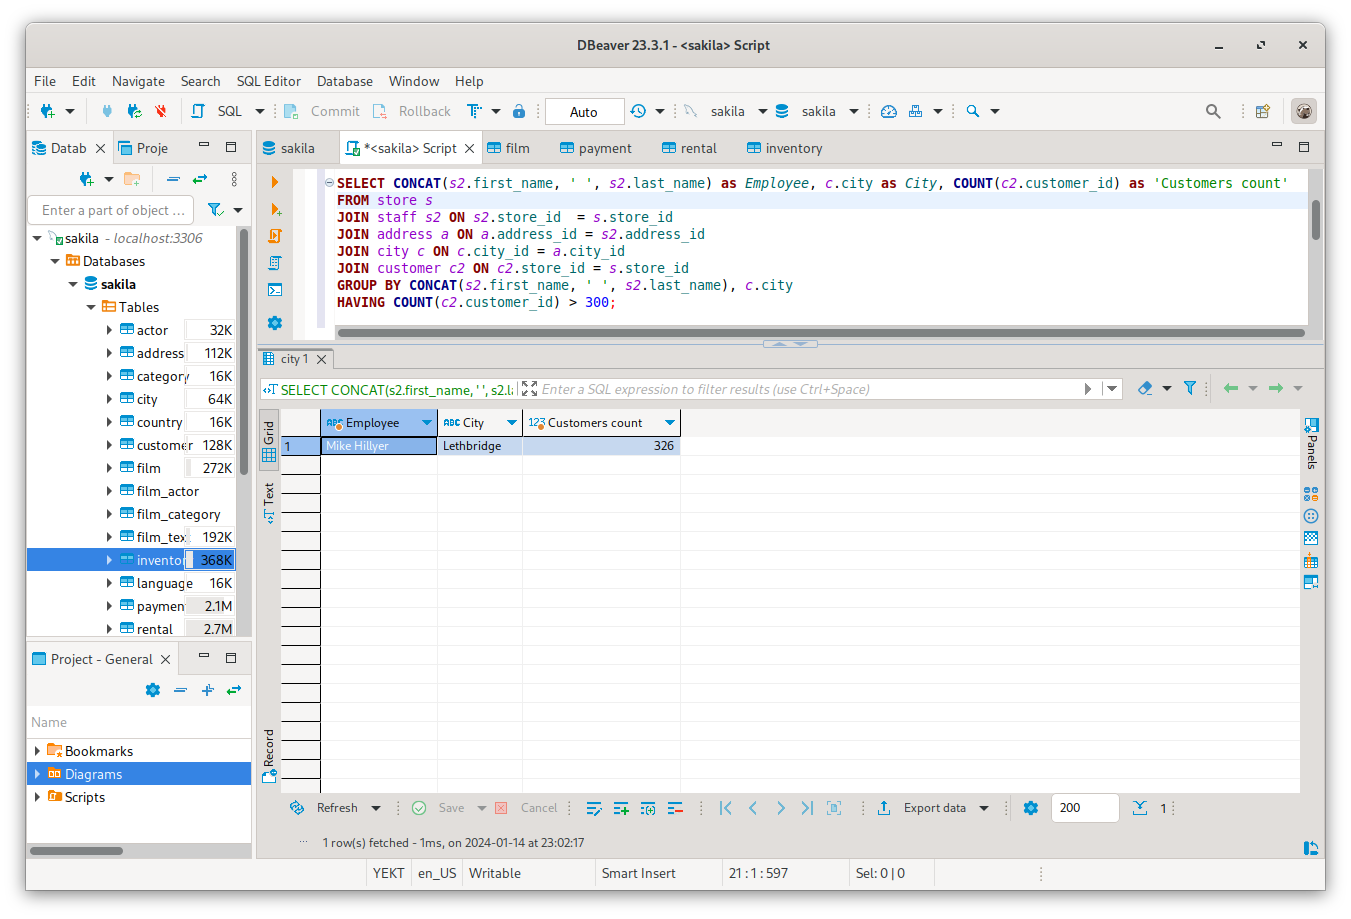 DBeaver 23.3.1 - <sakila> Script
File Edit Navigate Search SQL Editor Database Window Help
SQL Commit Rollback Auto sakila sakila
Datab Proje
sakila *<sakila> Script film payment rental inventory
Enter a part of object ...
sakila - localhost:3306
Databases
sakila
Tables
actor 32K
address 112K
category 16K
city 64K
country 16K
customer 128K
film 272K
film_actor
film_category
film_tex 192K
inventor 368K
language 16K
paymen 2.1M
rental 2.7M
SELECT CONCAT(s2.first_name, ' ', s2.last_name) as Employee, c.city as City, COUNT(c2.customer_id) as 'Customers count'
FROM store s
JOIN staff s2 ON s2.store_id  = s.store_id
JOIN address a ON a.address_id = s2.address_id
JOIN city c ON c.city_id = a.city_id
JOIN customer c2 ON c2.store_id = s.store_id
GROUP BY CONCAT(s2.first_name, ' ', s2.last_name), c.city
HAVING COUNT(c2.customer_id) > 300;
city 1
SELECT CONCAT(s2.first_name, ' ', s2.la Enter a SQL expression to filter results (use Ctrl+Space)
Grid
Text
Record
ABC Employee ABC City 123 Customers count
1 Mike Hillyer Lethbridge 326
Panels
Project - General
Name
Bookmarks
Diagrams
Scripts
Refresh Save Cancel Export data 200 1
... 1 row(s) fetched - 1ms, on 2024-01-14 at 23:02:17
YEKT en_US Writable Smart Insert 21 : 1 : 597 Sel: 0 | 0